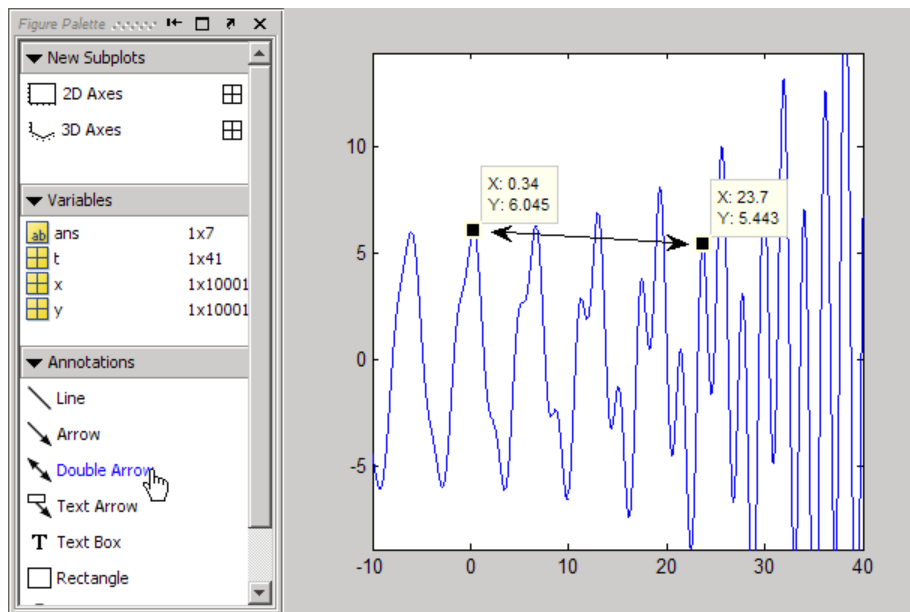 Figure Palette
New Subplots
2D Axes
3D Axes
Variables
ab ans 1x7
t 1x41
x 1x10001
y 1x10001
Annotations
Line
Arrow
Double Arrow
Text Arrow
T Text Box
Rectangle
X: 0.34
Y: 6.045
X: 23.7
Y: 5.443
10
5
0
-5
-10 0 10 20 30 40